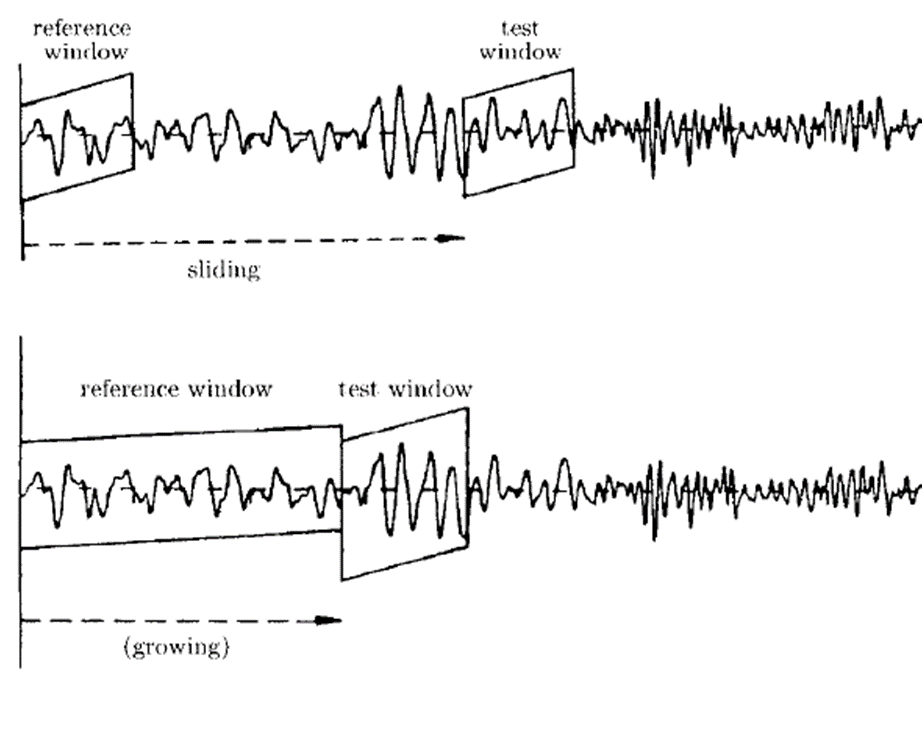 reference
window
test
window
sliding
reference window
test window
(growing)